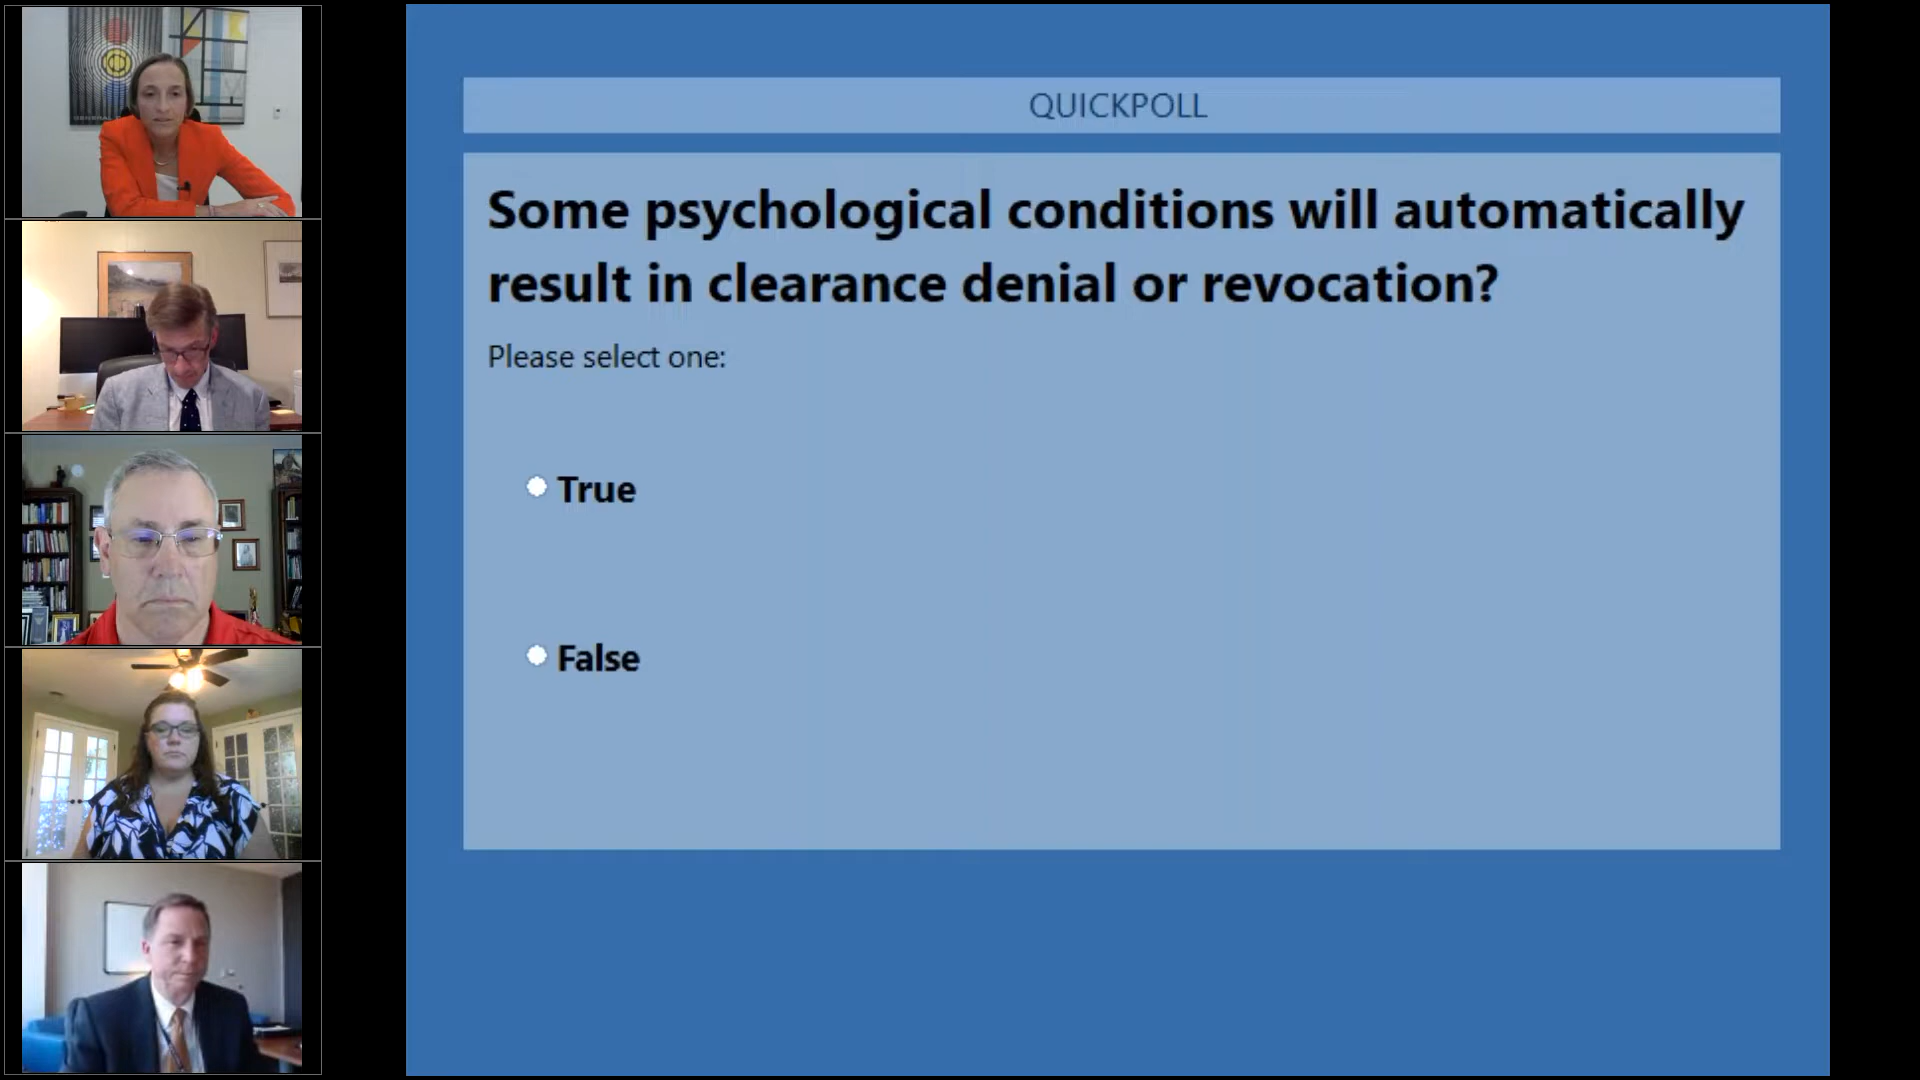 QUICKPOLL
Some psychological conditions will automatically
result in clearance denial or revocation?
Please select one:
True
False